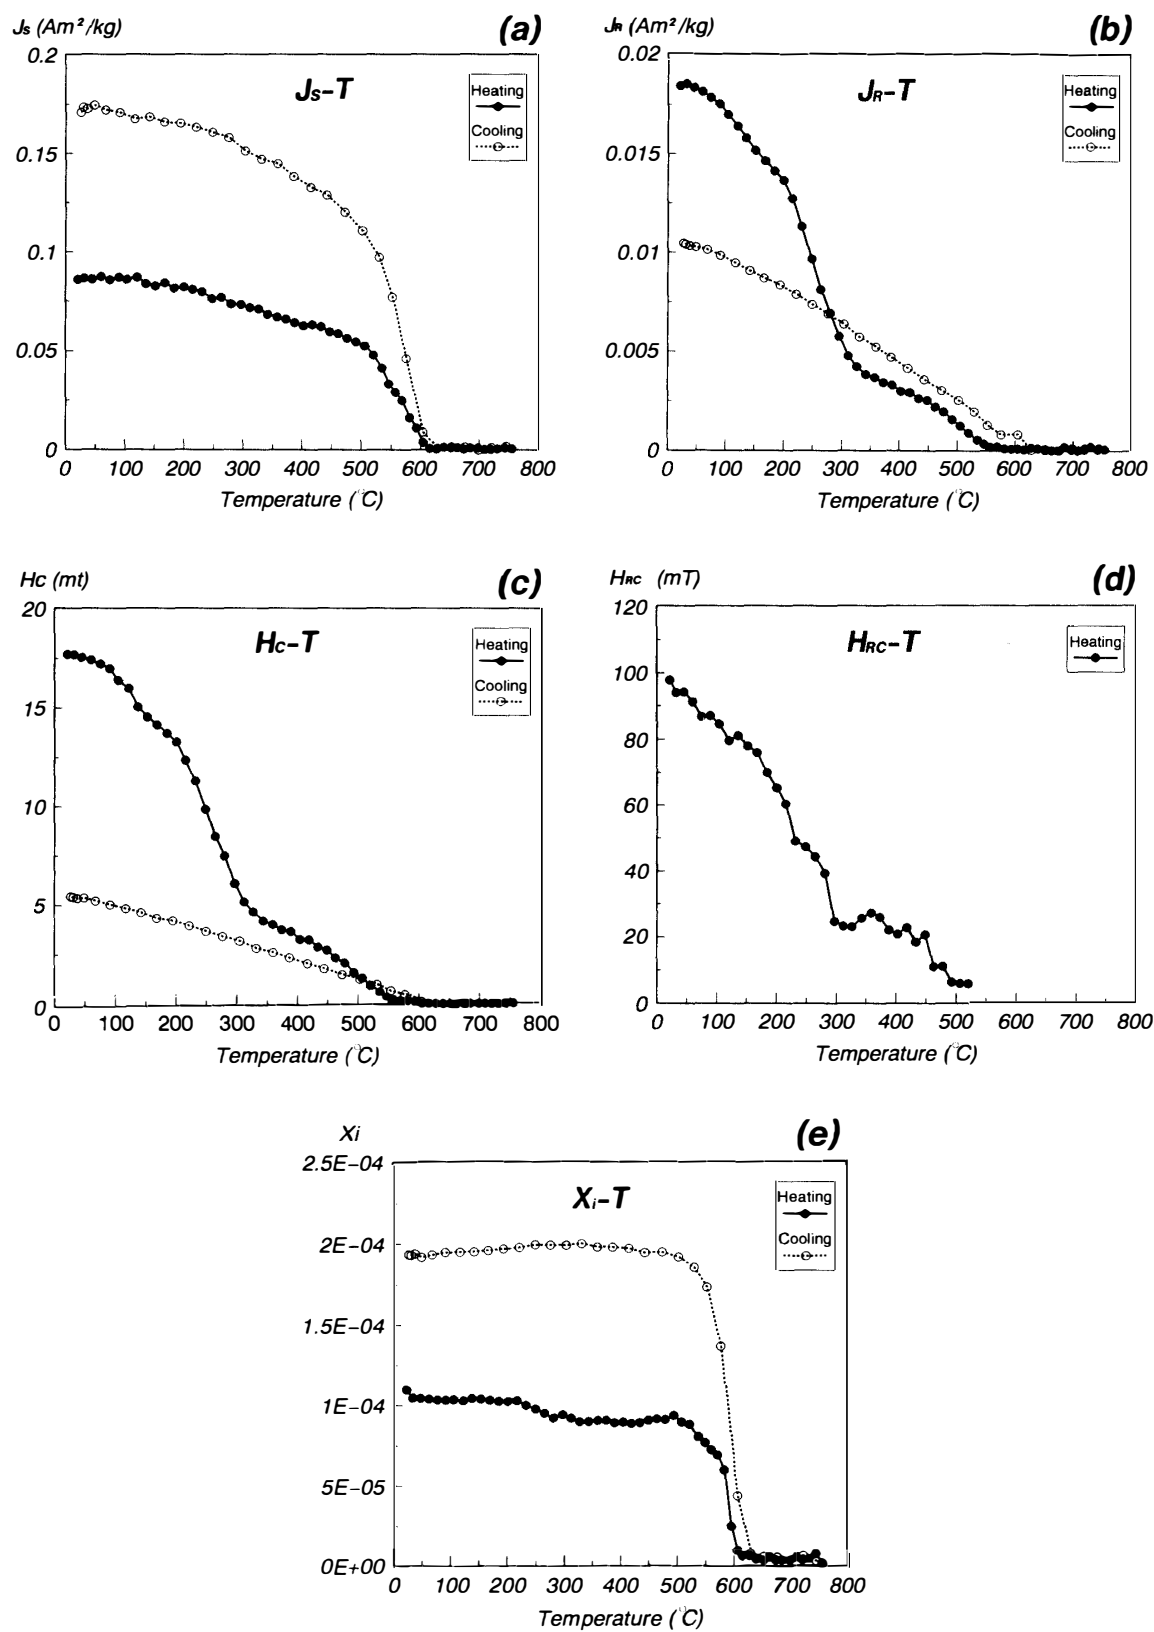 Js (Am²/kg)
(a)
0.2
Js-T
Heating
Cooling
0.15
0.1
0.05
0
0 100 200 300 400 500 600 700 800
Temperature (°C)
JR (Am²/kg)
(b)
0.02
JR-T
Heating
Cooling
0.015
0.01
0.005
0
0 100 200 300 400 500 600 700 800
Temperature (°C)
Hc (mt)
(c)
20
Hc-T
Heating
Cooling
15
10
5
0
0 100 200 300 400 500 600 700 800
Temperature (°C)
HRC (mT)
(d)
120
HRC-T
Heating
100
80
60
40
20
0
0 100 200 300 400 500 600 700 800
Temperature (°C)
Xi
(e)
2.5E-04
Xi-T
Heating
Cooling
2E-04
1.5E-04
1E-04
5E-05
0E+00
0 100 200 300 400 500 600 700 800
Temperature (°C)